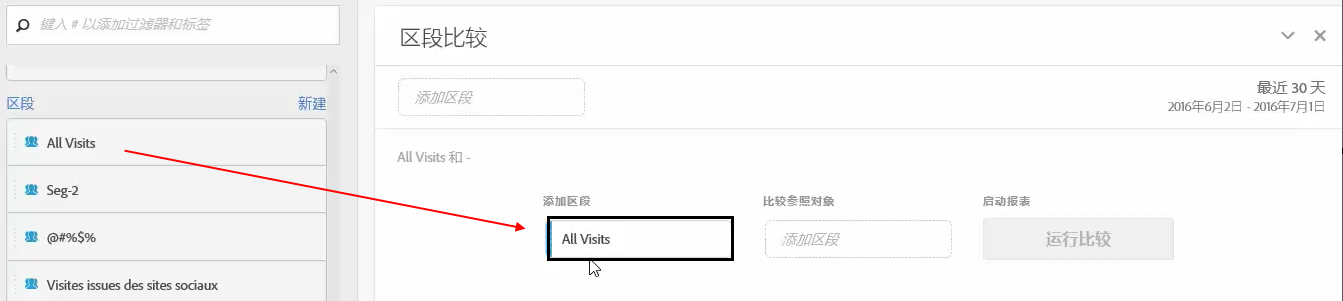 键入 # 以添加过滤器和标签
区段 新建
All Visits
Seg-2
@#%$%
Visites issues des sites sociaux
区段比较
添加区段
最近 30 天
2016年6月2日 - 2016年7月1日
All Visits 和 -
添加区段 比较参照对象 启动报表
All Visits 添加区段 运行比较